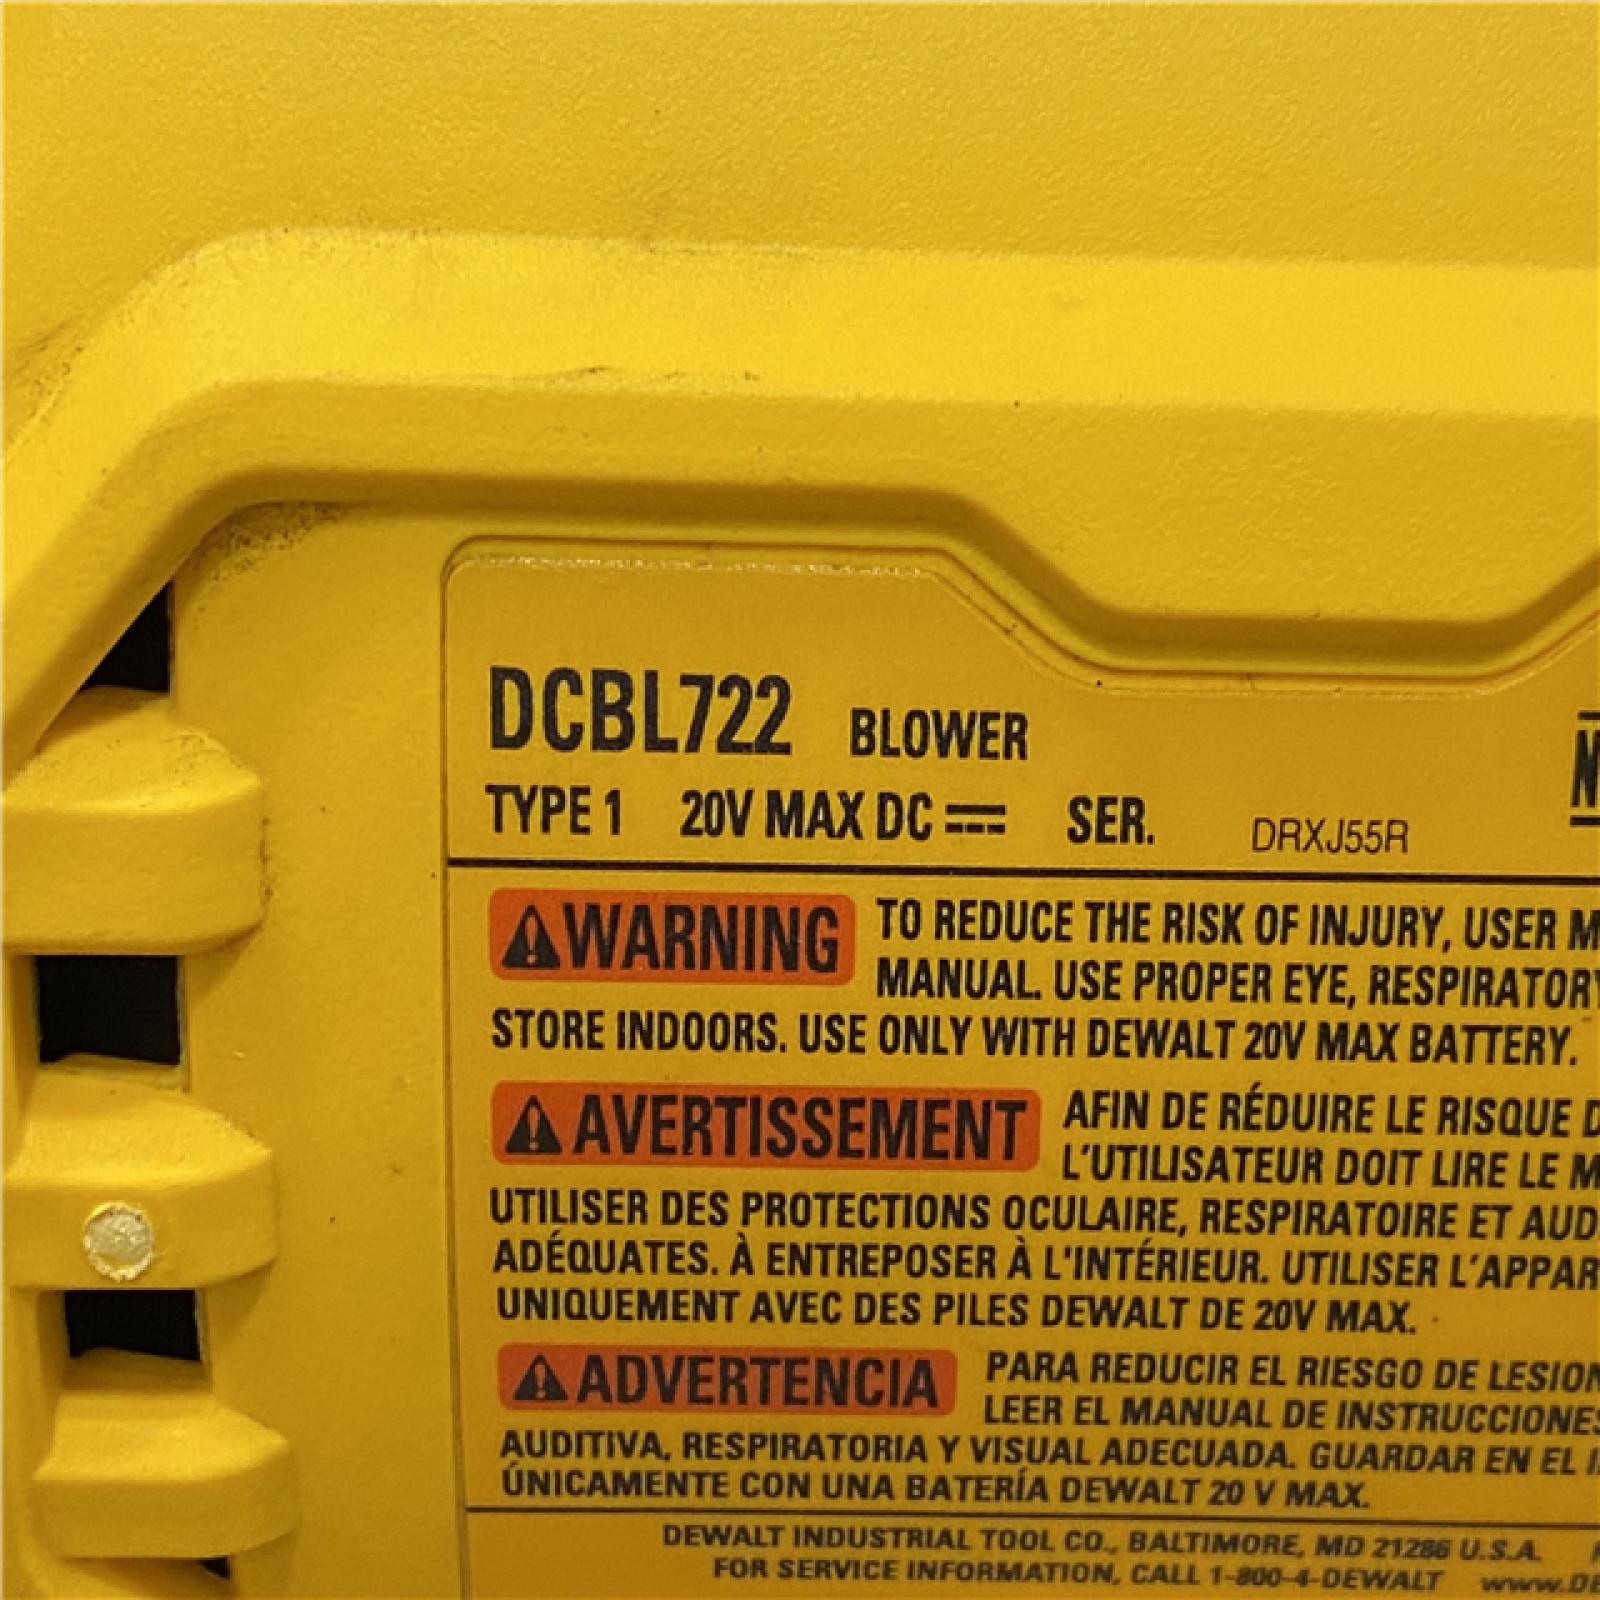 DCBL722 BLOWER
TYPE 1 20V MAX DC SER. DRXJ55R
WARNING TO REDUCE THE RISK OF INJURY, USER
MANUAL. USE PROPER EYE, RESPIRATORY
STORE INDOORS. USE ONLY WITH DEWALT 20V MAX BATTERY.
AVERTISSEMENT AFIN DE RÉDUIRE LE RISQUE
L'UTILISATEUR DOIT LIRE LE
UTILISER DES PROTECTIONS OCULAIRE, RESPIRATOIRE ET
ADÉQUATES. À ENTREPOSER À L'INTÉRIEUR. UTILISER
UNIQUEMENT AVEC DES PILES DEWALT DE 20V MAX.
ADVERTENCIA PARA REDUCIR EL RIESGO DE
LEER EL MANUAL DE INSTRUCCIONES
AUDITIVA, RESPIRATORIA Y VISUAL ADECUADA. GUARDAR EN EL
ÚNICAMENTE CON UNA BATERÍA DEWALT 20 V MAX.
DEWALT INDUSTRIAL TOOL CO., BALTIMORE, MD 21286 U.S.A.
FOR SERVICE INFORMATION, CALL 1-800-4-DEWALT